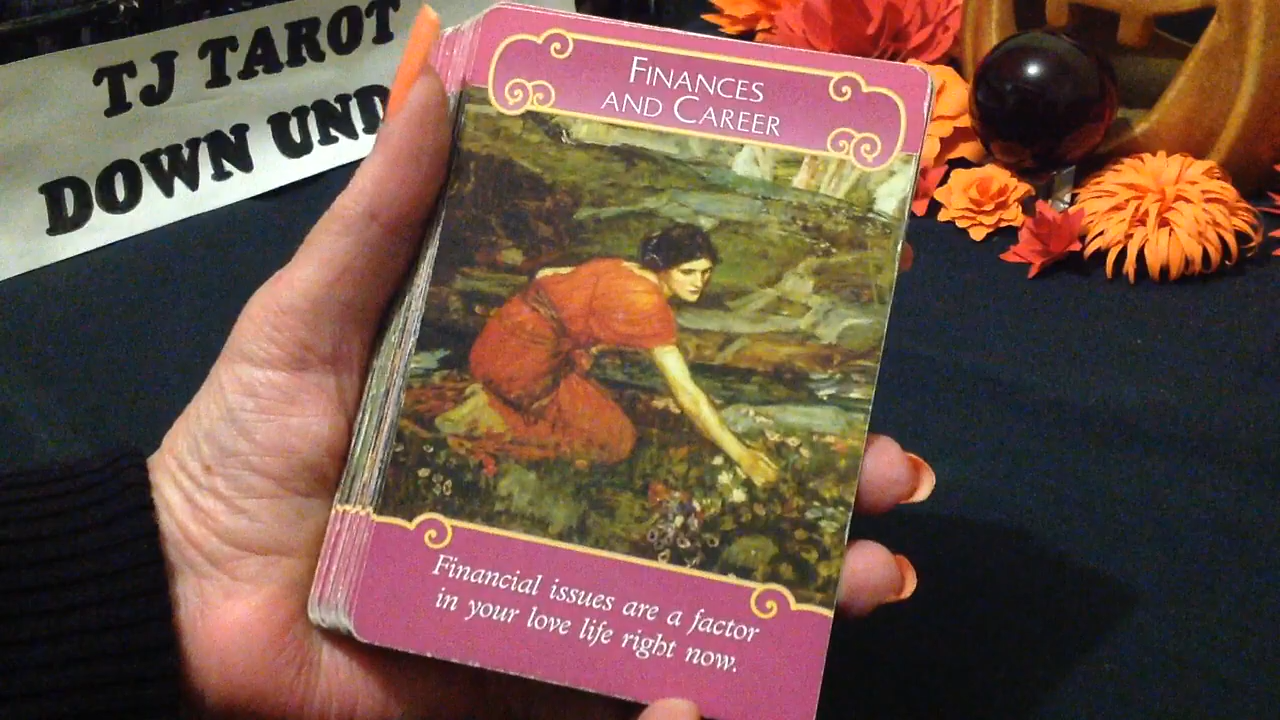 TJ TAROT
DOWN UND
FINANCES
AND CAREER
Financial issues are a factor
in your love life right now.